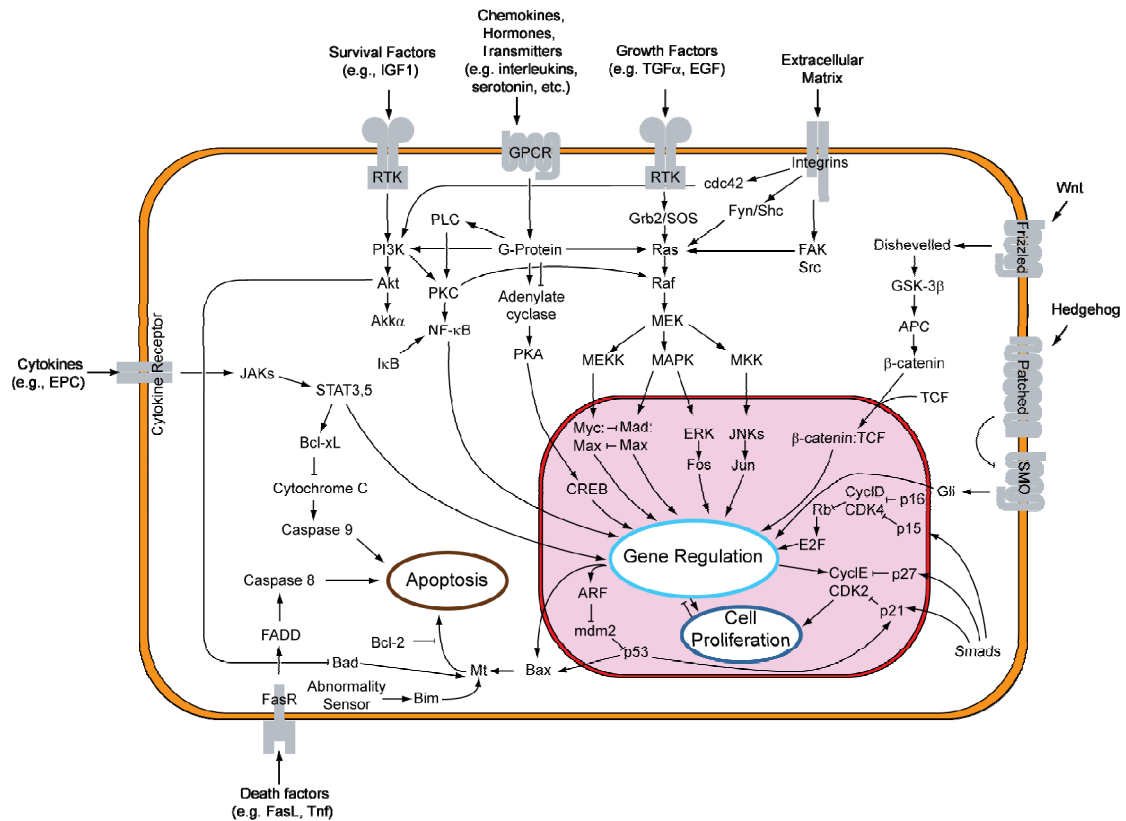 Chemokines,
Hormones,
Transmitters
(e.g. interleukins,
serotonin, etc.)
Survival Factors
(e.g., IGF1)
Growth Factors
(e.g. TGFα, EGF)
Extracellular
Matrix
GPCR
RTK
RTK
Integrins
cdc42
Wnt
Fyn/Shc
Grb2/SOS
PLC
Frizzled
Dishevelled
PI3K
G-Protein
Ras
FAK
Src
GSK-3β
Akt
PKC
Adenylate
cyclase
Raf
Hedgehog
Akkα
NF-κB
MEK
APC
IκB
PKA
MEKK
MAPK
MKK
β-catenin
Cytokines
(e.g., EPC)
Cytokine Receptor
JAKs
STAT3,5
TCF
Patched
Myc:
Mad:
Max
Max
ERK
JNKs
β-catenin:TCF
Bcl-xL
Fos
Jun
Cytochrome C
CREB
SMO
Gli
CyclD
p16
Rb
CDK4
p15
Caspase 9
E2F
Gene Regulation
Caspase 8
Apoptosis
CyclE
p27
CDK2
ARF
p21
Cell
Proliferation
FADD
Bcl-2
mdm2
p53
Smads
Bad
Mt
Bax
FasR
Abnormality
Sensor
Bim
Death factors
(e.g. FasL, Tnf)